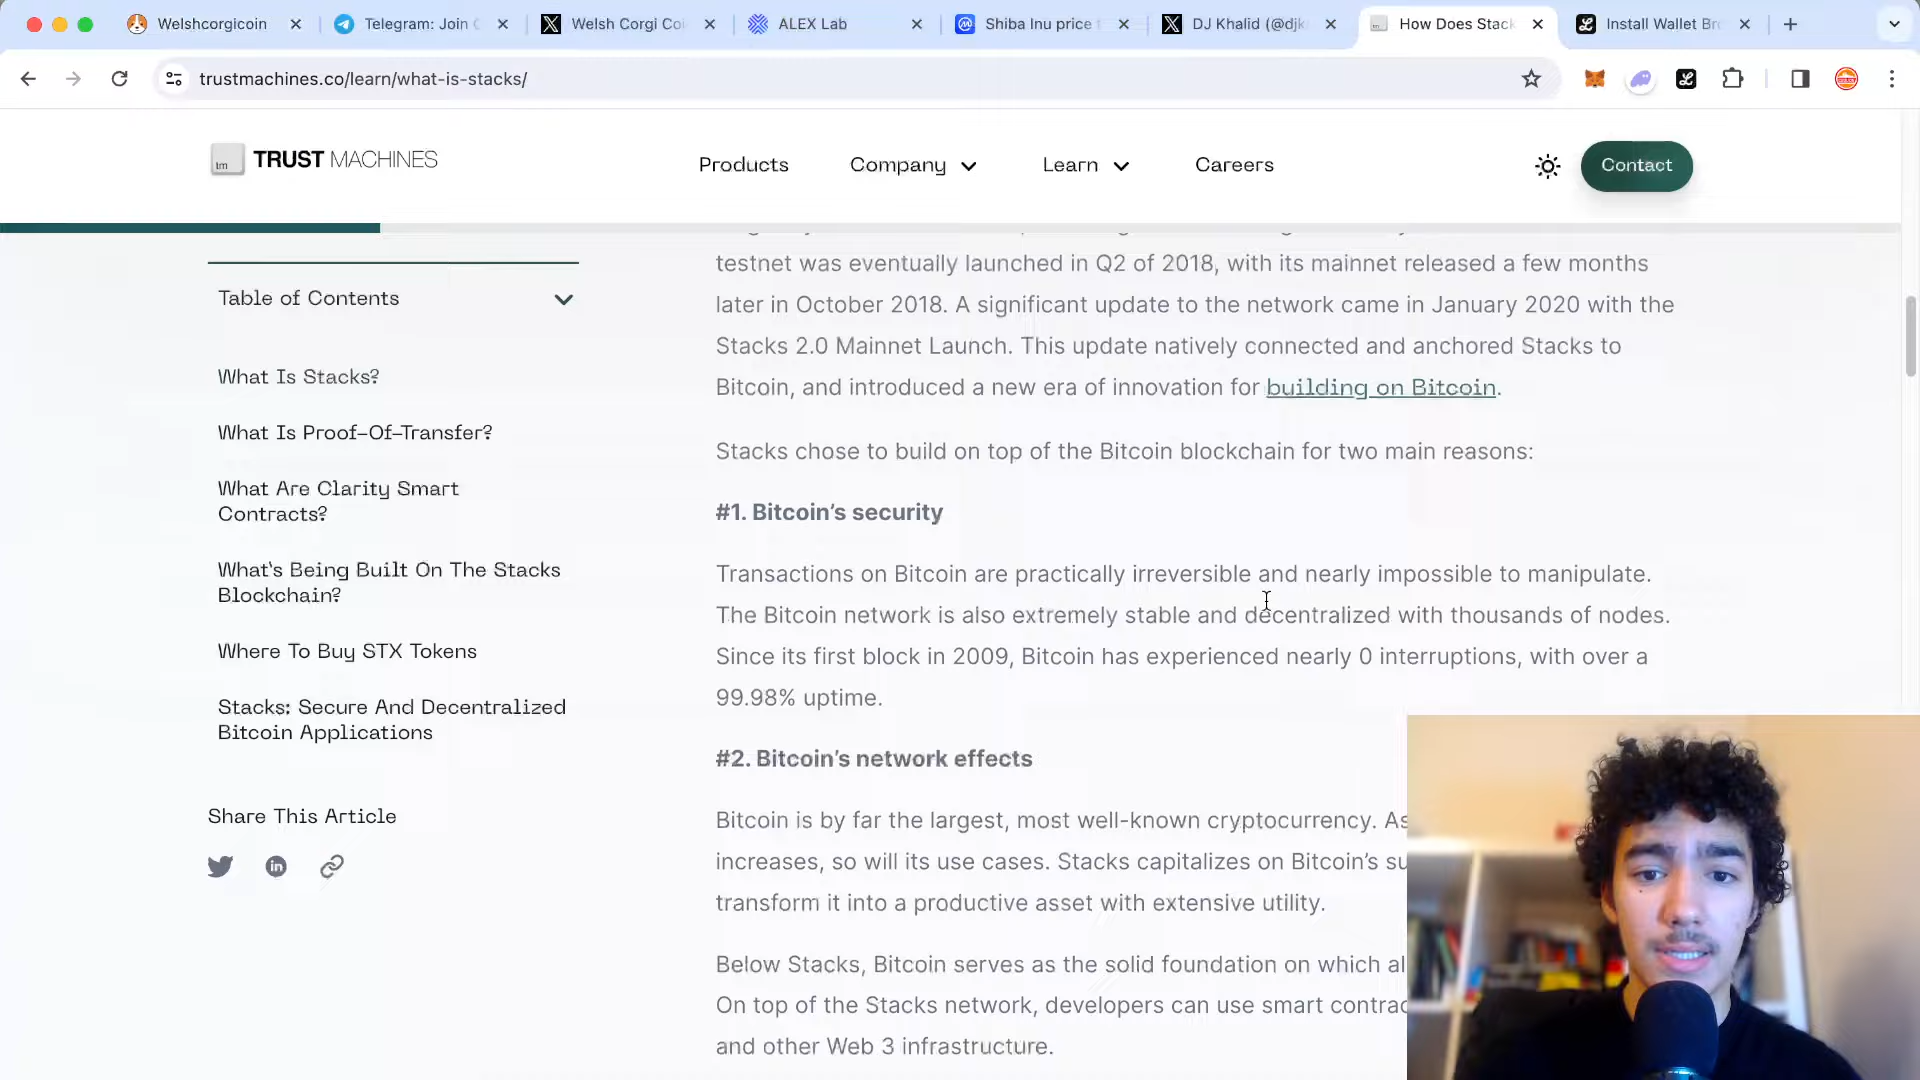 Welshcorgicoin
Telegram: Join
Welsh Corgi Coi
ALEX Lab
Shiba Inu price
DJ Khalid (@djk
How Does Stack
Install Wallet Br
trustmachines.co/learn/what-is-stacks/
tm
TRUST MACHINES
Products
Company
Learn
Careers
Contact
Table of Contents
What Is Stacks?
What Is Proof-Of-Transfer?
What Are Clarity Smart
Contracts?
What's Being Built On The Stacks
Blockchain?
Where To Buy STX Tokens
Stacks: Secure And Decentralized
Bitcoin Applications
Share This Article
testnet was eventually launched in Q2 of 2018, with its mainnet released a few months
later in October 2018. A significant update to the network came in January 2020 with the
Stacks 2.0 Mainnet Launch. This update natively connected and anchored Stacks to
Bitcoin, and introduced a new era of innovation for building on Bitcoin.
Stacks chose to build on top of the Bitcoin blockchain for two main reasons:
#1. Bitcoin’s security
Transactions on Bitcoin are practically irreversible and nearly impossible to manipulate.
The Bitcoin network is also extremely stable and decentralized with thousands of nodes.
Since its first block in 2009, Bitcoin has experienced nearly 0 interruptions, with over a
99.98% uptime.
#2. Bitcoin’s network effects
Bitcoin is by far the largest, most well-known cryptocurrency. As
increases, so will its use cases. Stacks capitalizes on Bitcoin’s su
transform it into a productive asset with extensive utility.
Below Stacks, Bitcoin serves as the solid foundation on which al
On top of the Stacks network, developers can use smart contrac
and other Web 3 infrastructure.